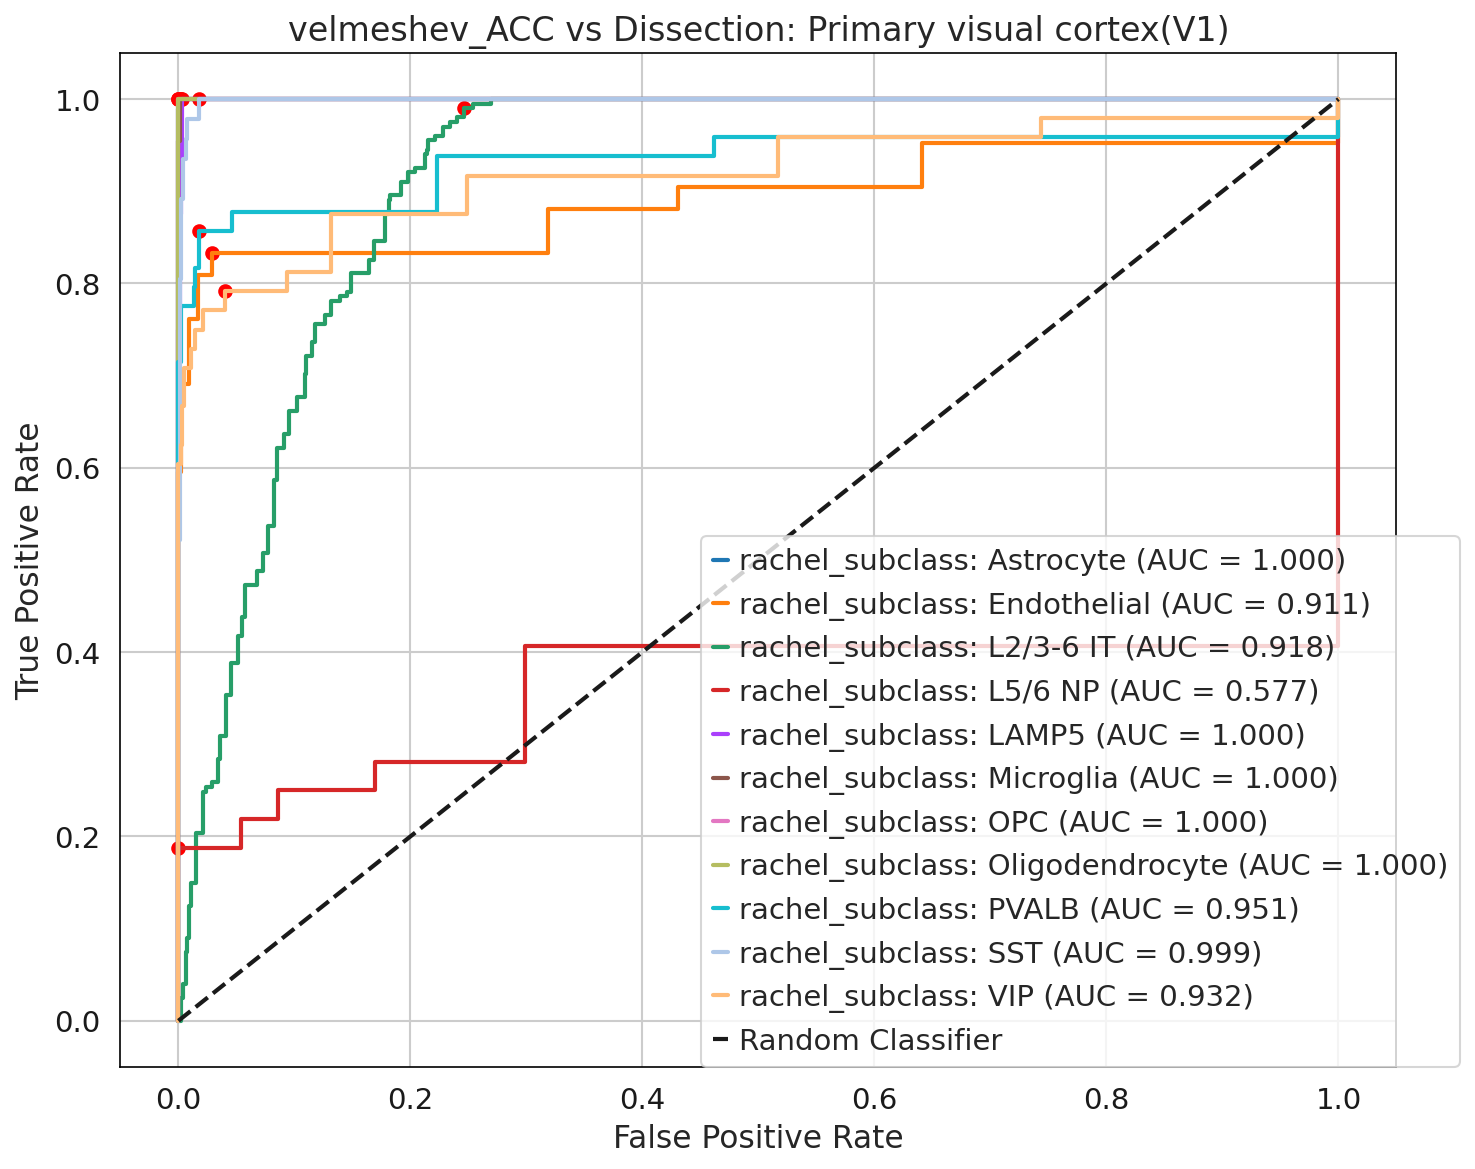 velmeshev_ACC vs Dissection: Primary visual cortex(V1)
1.0
0.8
0.6
0.4
0.2
0.0
True Positive Rate
rachel_subclass: Astrocyte (AUC = 1.000)
rachel_subclass: Endothelial (AUC = 0.911)
rachel_subclass: L2/3-6 IT (AUC = 0.918)
rachel_subclass: L5/6 NP (AUC = 0.577)
rachel_subclass: LAMP5 (AUC = 1.000)
rachel_subclass: Microglia (AUC = 1.000)
rachel_subclass: OPC (AUC = 1.000)
rachel_subclass: Oligodendrocyte (AUC = 1.000)
rachel_subclass: PVALB (AUC = 0.951)
rachel_subclass: SST (AUC = 0.999)
rachel_subclass: VIP (AUC = 0.932)
Random Classifier
0.0 0.2 0.4 0.6 0.8 1.0
False Positive Rate